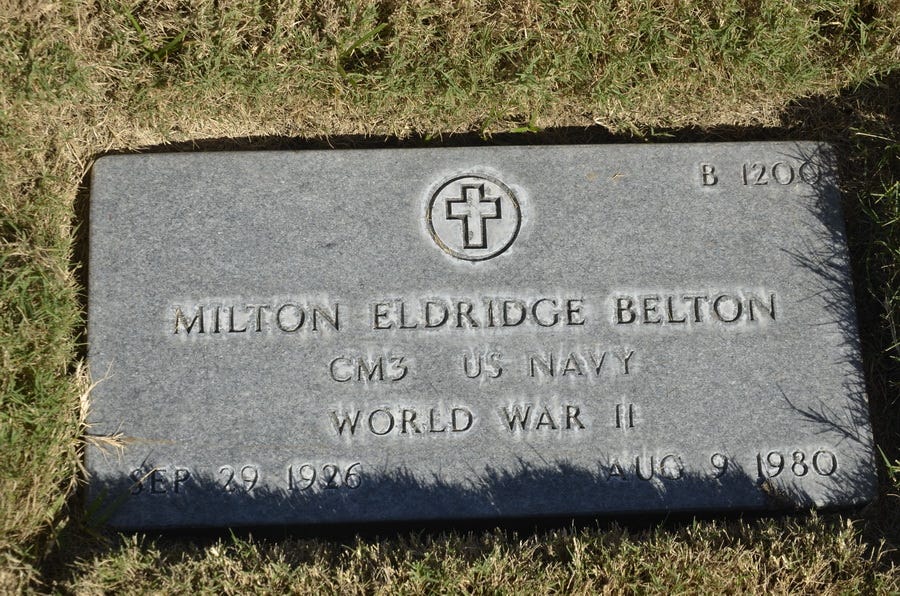 B 1200
MILTON ELDRIDGE BELTON
CM3 US NAVY
WORLD WAR II
SEP 29 1926 AUG 9 1980